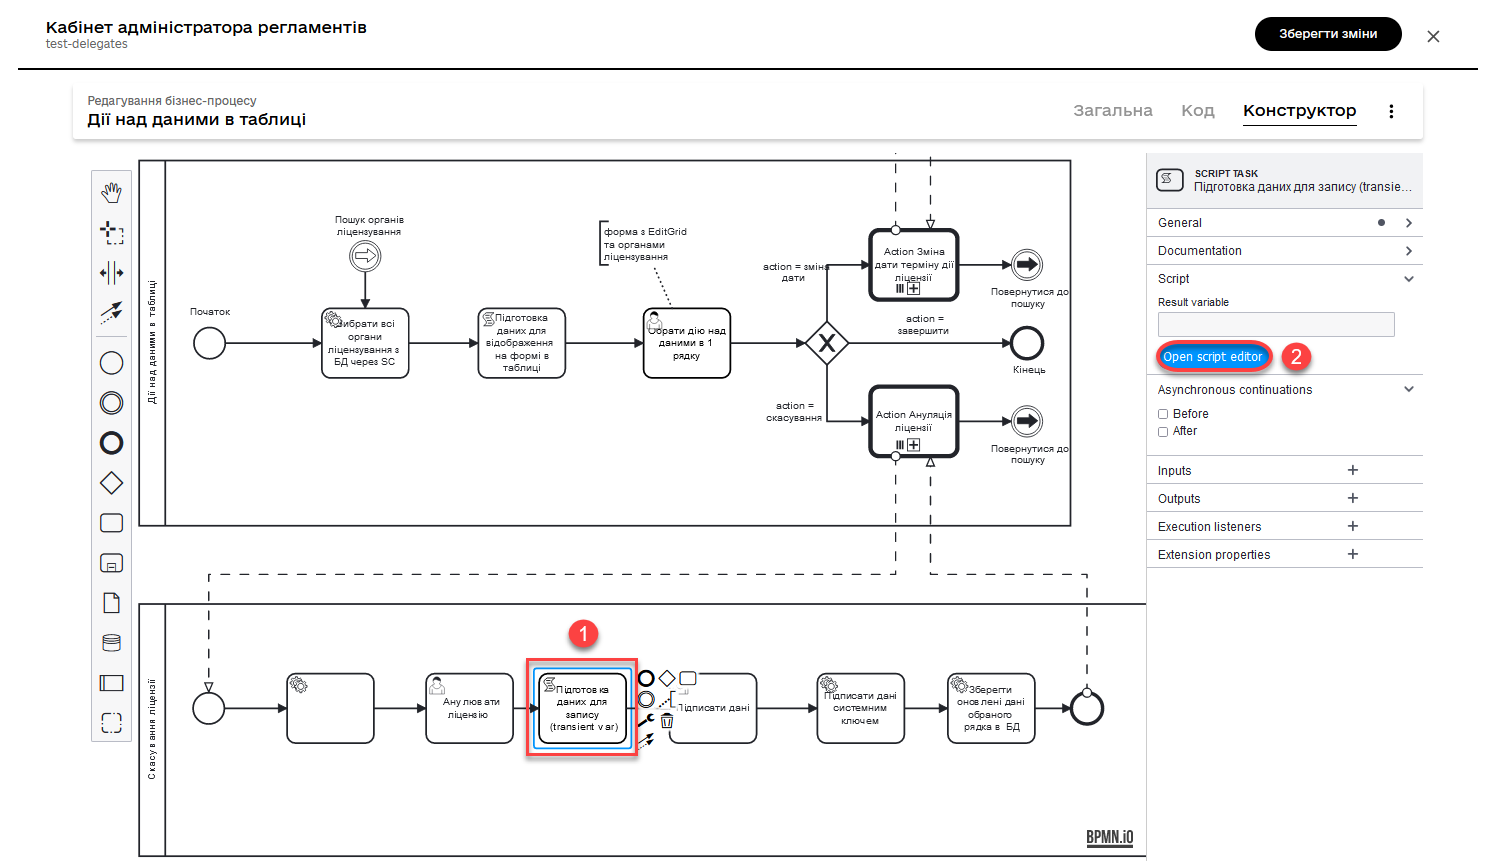 Кабінет адміністратора регламентів
test-delegates
Зберегти зміни
Редагування бізнес-процесу
Дії над даними в таблиці
Загальна
Код
Конструктор
Дії над даними в таблиці
Початок
Пошук органів
ліцензування
Вибрати всі
органи
ліцензування з
БД через SC
Підготовка
даних для
відображення
на формі в
таблиці
форма з EditGrid
та органами
ліцензування
Обрати дію над
даними в 1
рядку
action = зміна
дати
action =
завершити
action =
скасування
Action Зміна
дати терміну дії
ліцензії
Повернутися до
пошуку
Кінець
Action Ануляція
ліцензії
Повернутися до
пошуку
Скасування ліцензії
Анулювати
ліцензію
1
Підготовка
даних для
запису
(transient var)
Підписати дані
Підписати дані
системним
ключем
Зберегти
оновлені дані
обраного
рядка в БД
BPMN.iO
SCRIPT TASK
Підготовка даних для запису (transie...
General
Documentation
Script
Result variable
Open script editor
2
Asynchronous continuations
Before
After
Inputs
Outputs
Execution listeners
Extension properties